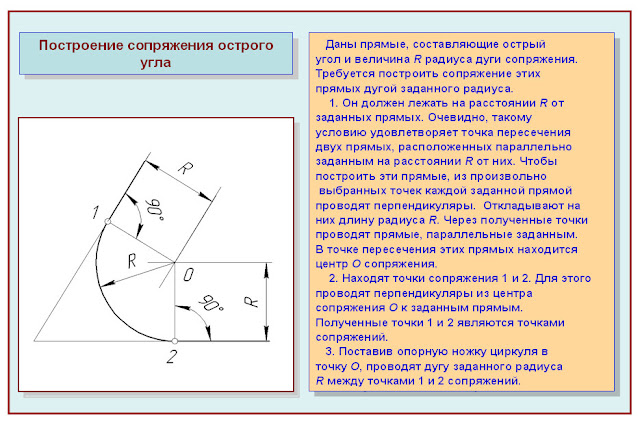 Построение сопряжения острого
угла
Даны прямые, составляющие острый
угол и величина R радиуса дуги сопряжения.
Требуется построить сопряжение этих
прямых дугой заданного радиуса.
1. Он должен лежать на расстоянии R от
заданных прямых. Очевидно, такому
условию удовлетворяет точка пересечения
двух прямых, расположенных параллельно
заданным на расстоянии R от них. Чтобы
построить эти прямые, из произвольно
выбранных точек каждой заданной прямой
проводят перпендикуляры. Откладывают на
них длину радиуса R. Через полученные точки
проводят прямые, параллельные заданным.
В точке пересечения этих прямых находится
центр О сопряжения.
2. Находят точки сопряжения 1 и 2. Для этого
проводят перпендикуляры из центра
сопряжения О к заданным прямым.
Полученные точки 1 и 2 являются точками
сопряжений.
3. Поставив опорную ножку циркуля в
точку О, проводят дугу заданного радиуса
R между точками 1 и 2 сопряжений.
R
1
90°
R
O
90°
R
2